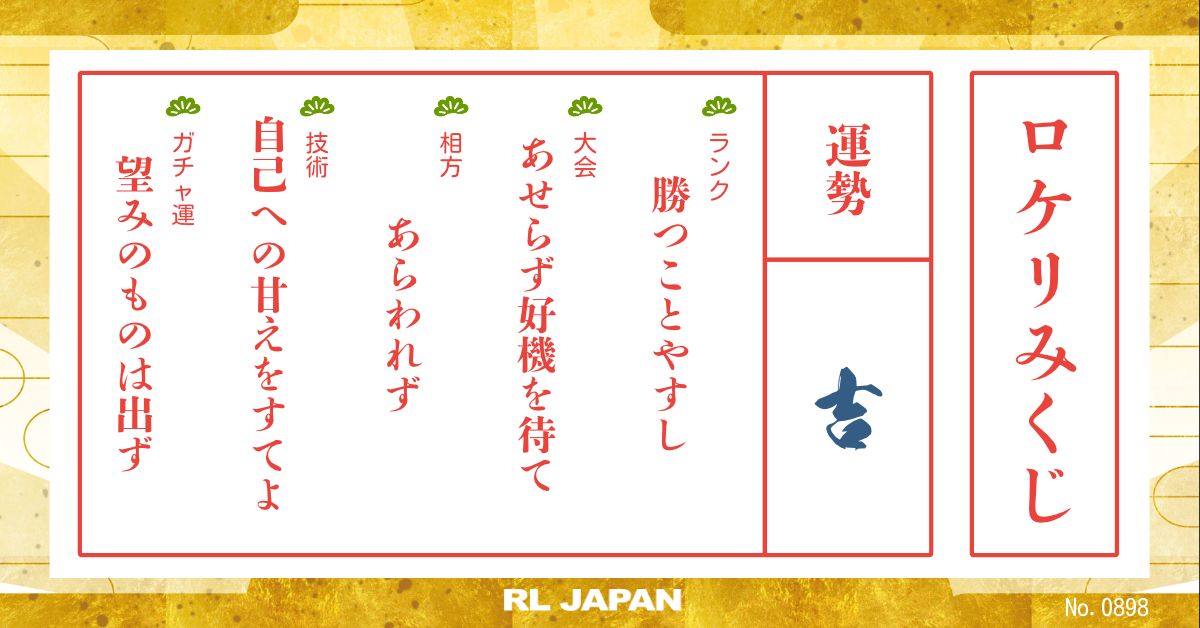 ロケリみくじ
運勢
吉
ランク
勝つことやすし
大会
あせらず好機を待て
相方
あらわれず
技術
自己への甘えをすてよ
ガチャ運
望みのものは出ず
RL JAPAN
No. 0898